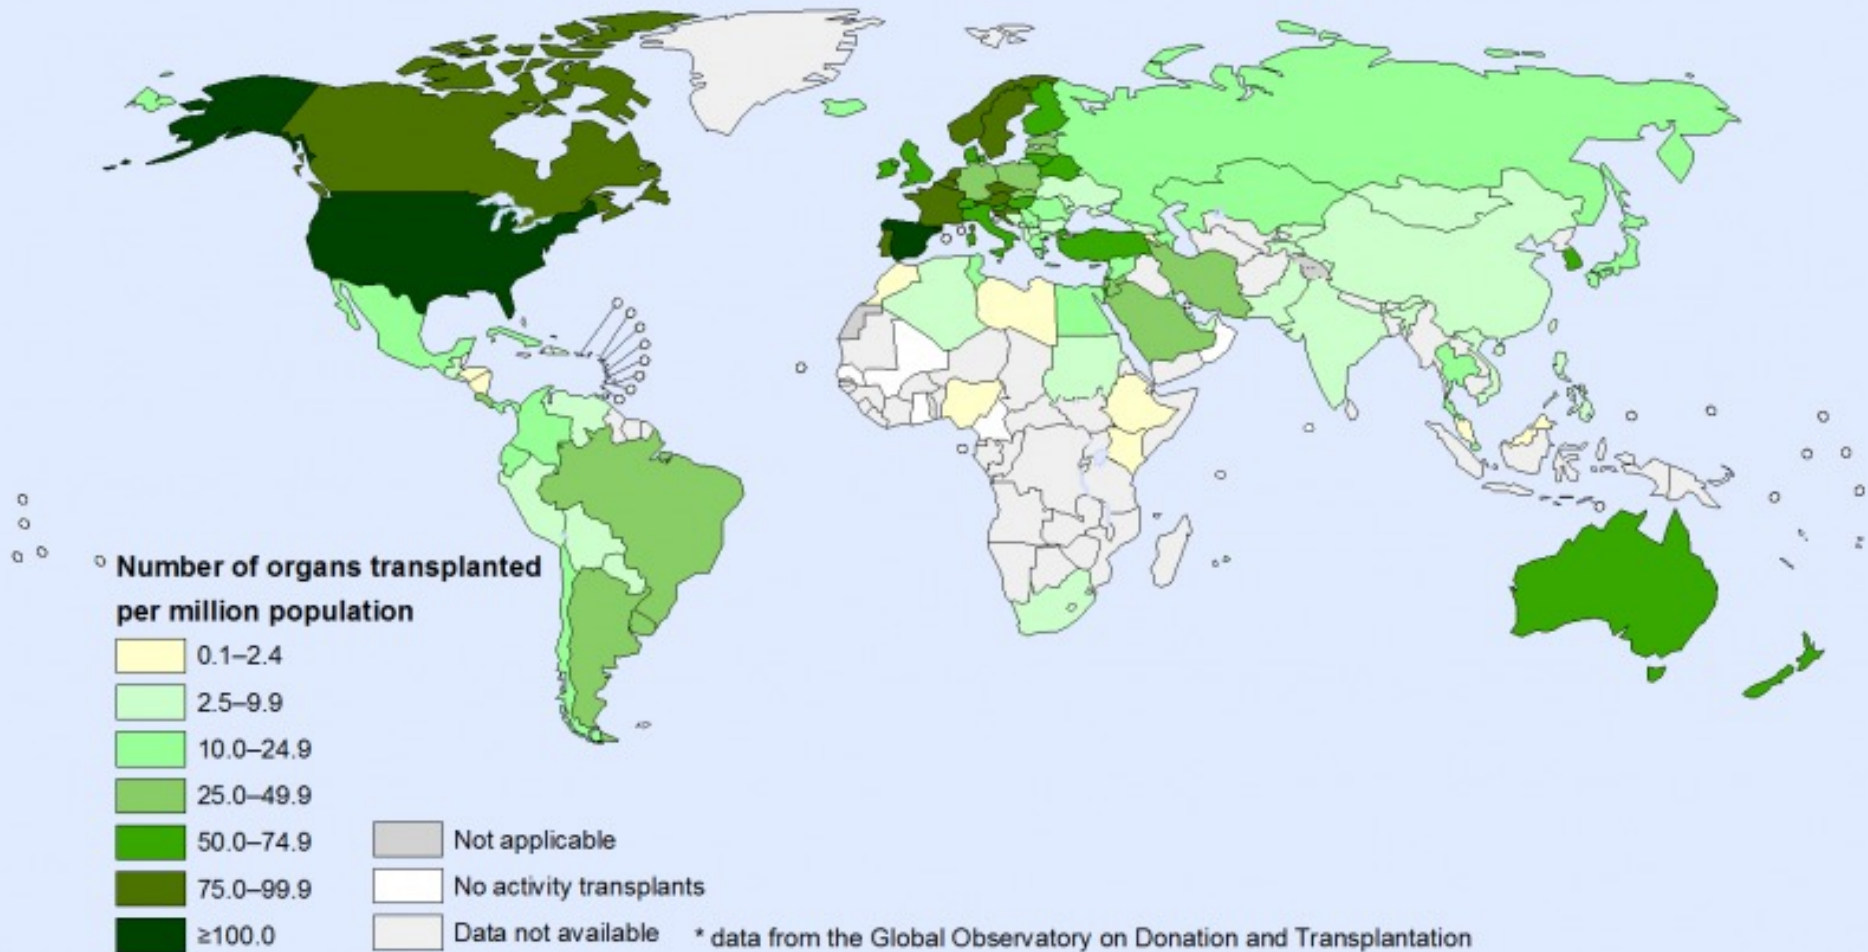 Number of organs transplanted
per million population
0.1–2.4
2.5–9.9
10.0–24.9
25.0–49.9
50.0–74.9
75.0–99.9
≥100.0
Not applicable
No activity transplants
Data not available
* data from the Global Observatory on Donation and Transplantation